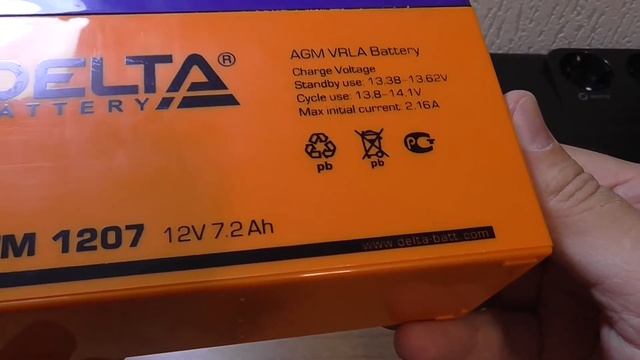 DELTA®
BATTERY
AGM VRLA Battery
Charge Voltage
Standby use: 13.38-13.62V
Cycle use: 13.8-14.1V
Max initial current: 2.16A
pb
pb
PC
1207 12V 7.2Ah
www.delta-batt.com